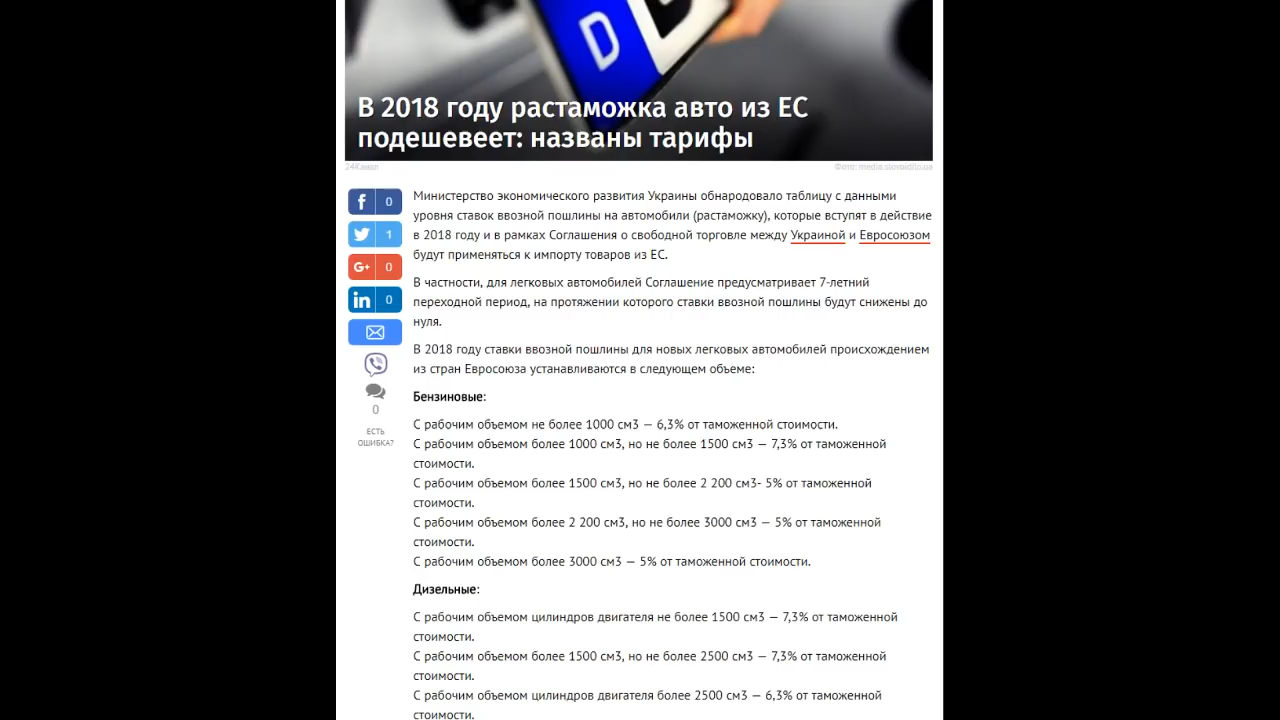 D
В 2018 году растаможка авто из ЕС
подешевеет: названы тарифы
24Канал
Фото: media.slovoidilo.ua
0
Министерство экономического развития Украины обнародовало таблицу с данными
уровня ставок ввозной пошлины на автомобили (растаможку), которые вступят в действие
1
в 2018 году и в рамках Соглашения о свободной торговле между Украиной и Евросоюзом
будут применяться к импорту товаров из ЕС.
G+ 0
В частности, для легковых автомобилей Соглашение предусматривает 7-летний
in 0
переходной период, на протяжении которого ставки ввозной пошлины будут снижены до
нуля.
В 2018 году ставки ввозной пошлины для новых легковых автомобилей происхождением
из стран Евросоюза устанавливаются в следующем объеме:
0
ЕСТЬ
ОШИБКА?
Бензиновые:
С рабочим объемом не более 1000 см3 — 6,3% от таможенной стоимости.
С рабочим объемом более 1000 см3, но не более 1500 см3 — 7,3% от таможенной
стоимости.
С рабочим объемом более 1500 см3, но не более 2 200 см3- 5% от таможенной
стоимости.
С рабочим объемом более 2 200 см3, но не более 3000 см3 — 5% от таможенной
стоимости.
С рабочим объемом более 3000 см3 — 5% от таможенной стоимости.
Дизельные:
С рабочим объемом цилиндров двигателя не более 1500 см3 — 7,3% от таможенной
стоимости.
С рабочим объемом более 1500 см3, но не более 2500 см3 — 7,3% от таможенной
стоимости.
С рабочим объемом цилиндров двигателя более 2500 см3 — 6,3% от таможенной
стоимости.